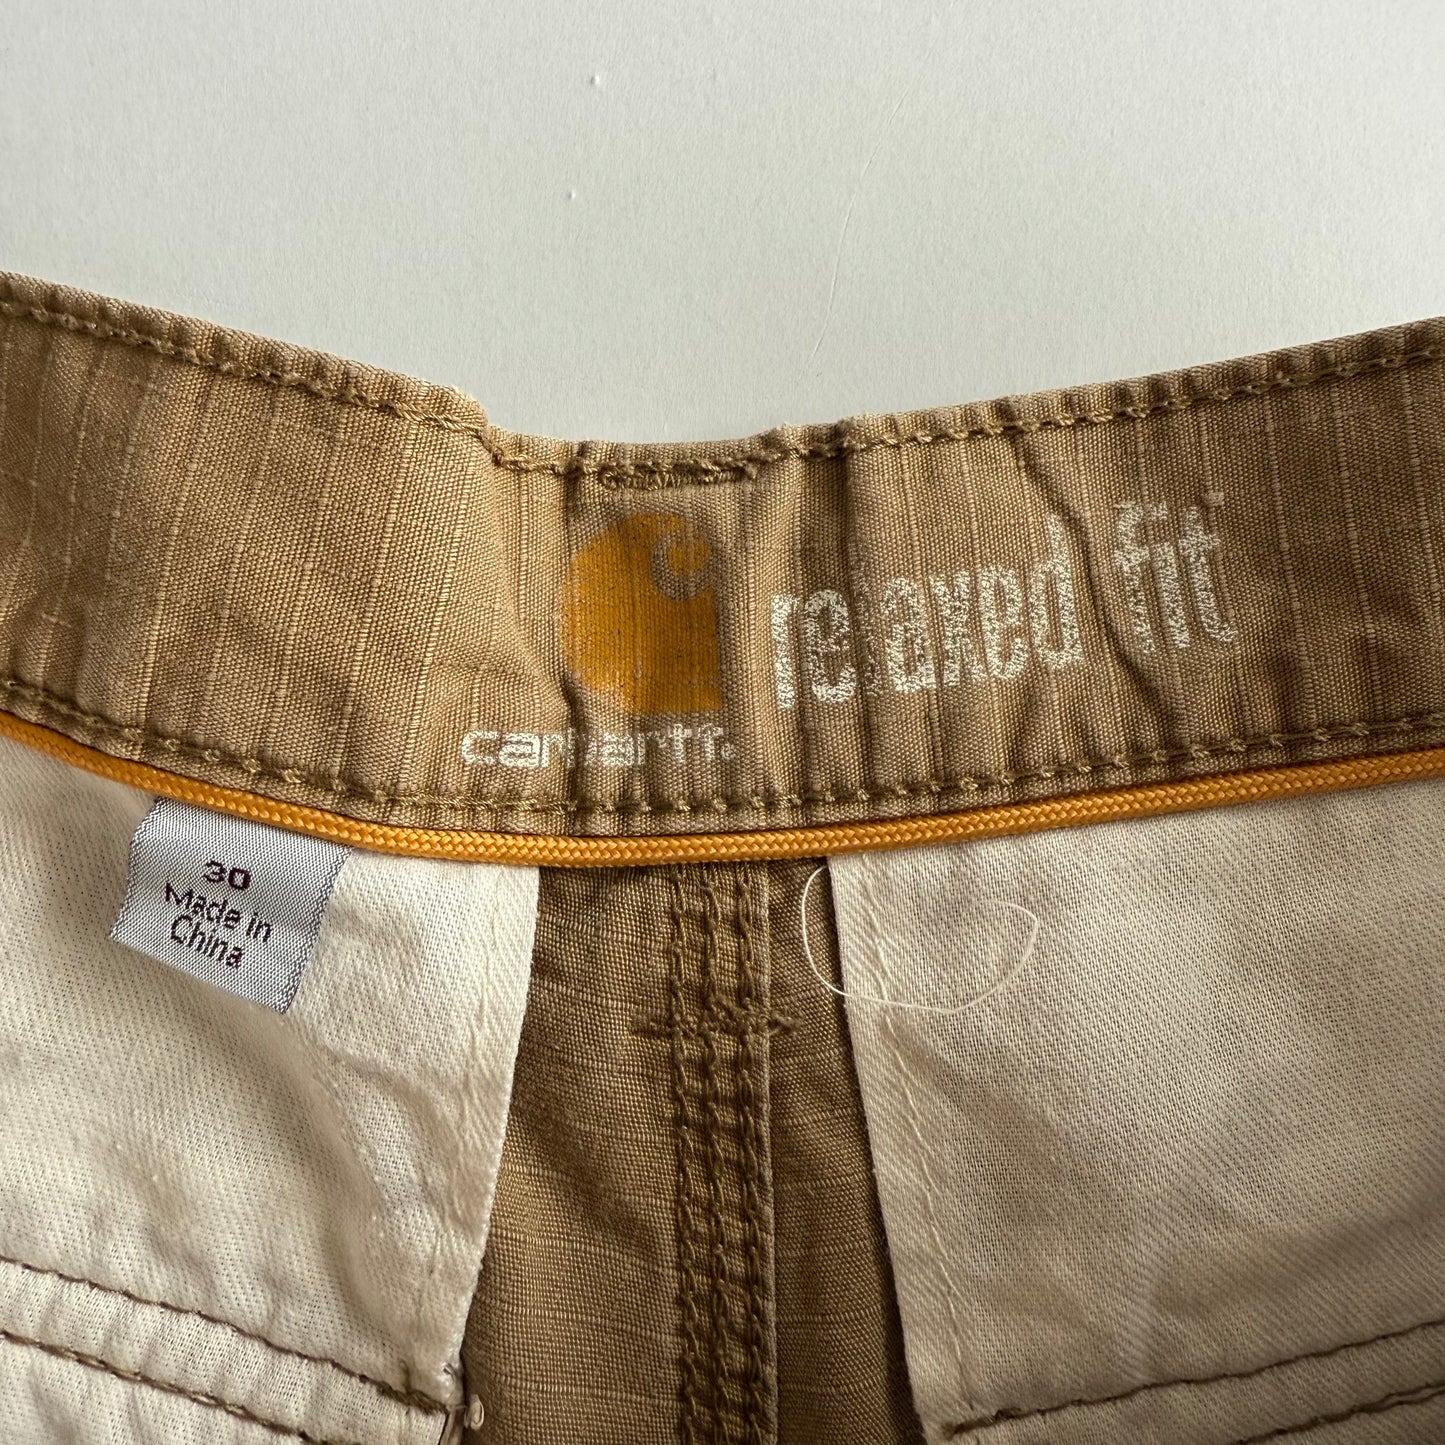 relaxed fit
carhartt
30
Made in
China